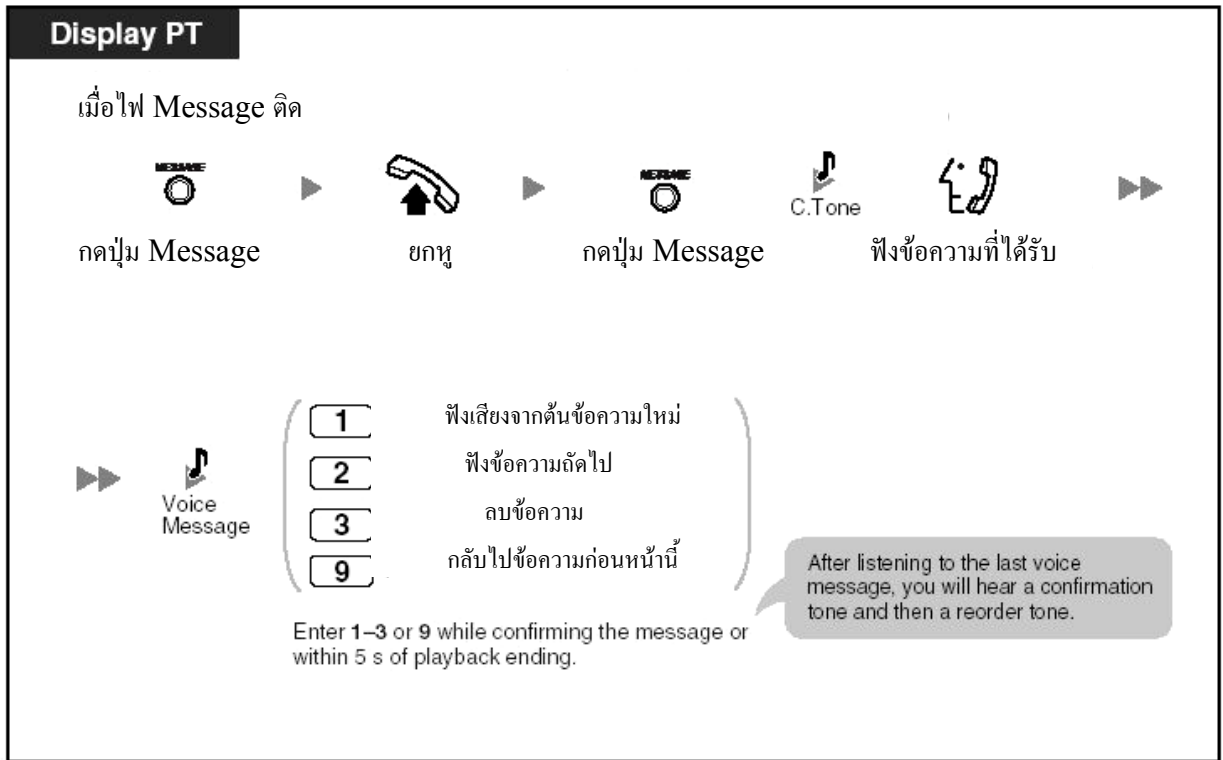 Display PT
เมื่อไฟ Message ติด
MESSAGE
MESSAGE
C.Tone
กดปุ่ม Message
ยกหู
กดปุ่ม Message
ฟังข้อความที่ได้รับ
Voice
Message
1 ฟังเสียงจากต้นข้อความใหม่
2 ฟังข้อความถัดไป
3 ลบข้อความ
9 กลับไปข้อความก่อนหน้านี้
Enter 1–3 or 9 while confirming the message or
within 5 s of playback ending.
After listening to the last voice
message, you will hear a confirmation
tone and then a reorder tone.